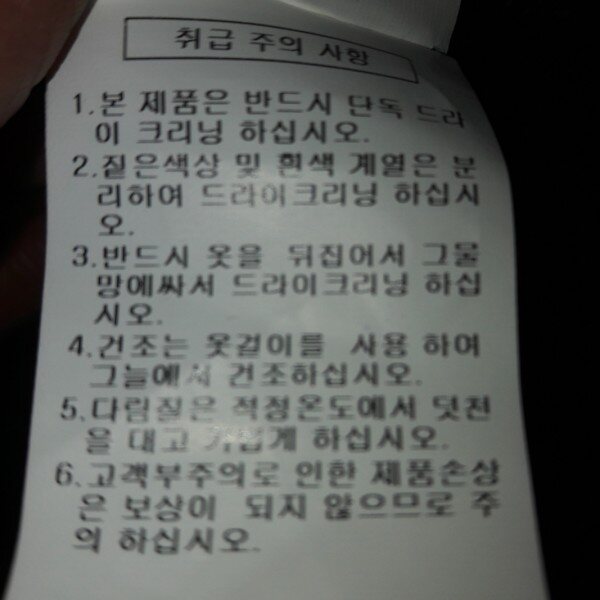 취급 주의 사항
1.본 제품은 반드시 단독 드라
이 크리닝 하십시오.
2.짙은색상 및 흰색 계열은 분
리하여 드라이크리닝 하십시
오.
3.반드시 옷을 뒤집어서 그물
망에싸서 드라이크리닝 하십
시오.
4.건조는 옷걸이를 사용 하여
그늘에서 건조하십시오.
5.다림질은 적정온도에서 덧천
을 대고 가볍게 하십시오.
6.고객부주의로 인한 제품손상
은 보상이 되지 않으므로 주
의 하십시오.